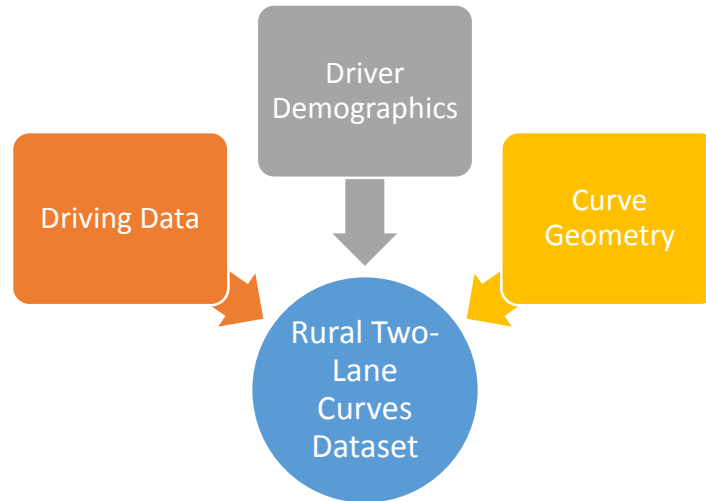 Driver
Demographics
Driving Data
Curve
Geometry
Rural Two-
Lane
Curves
Dataset